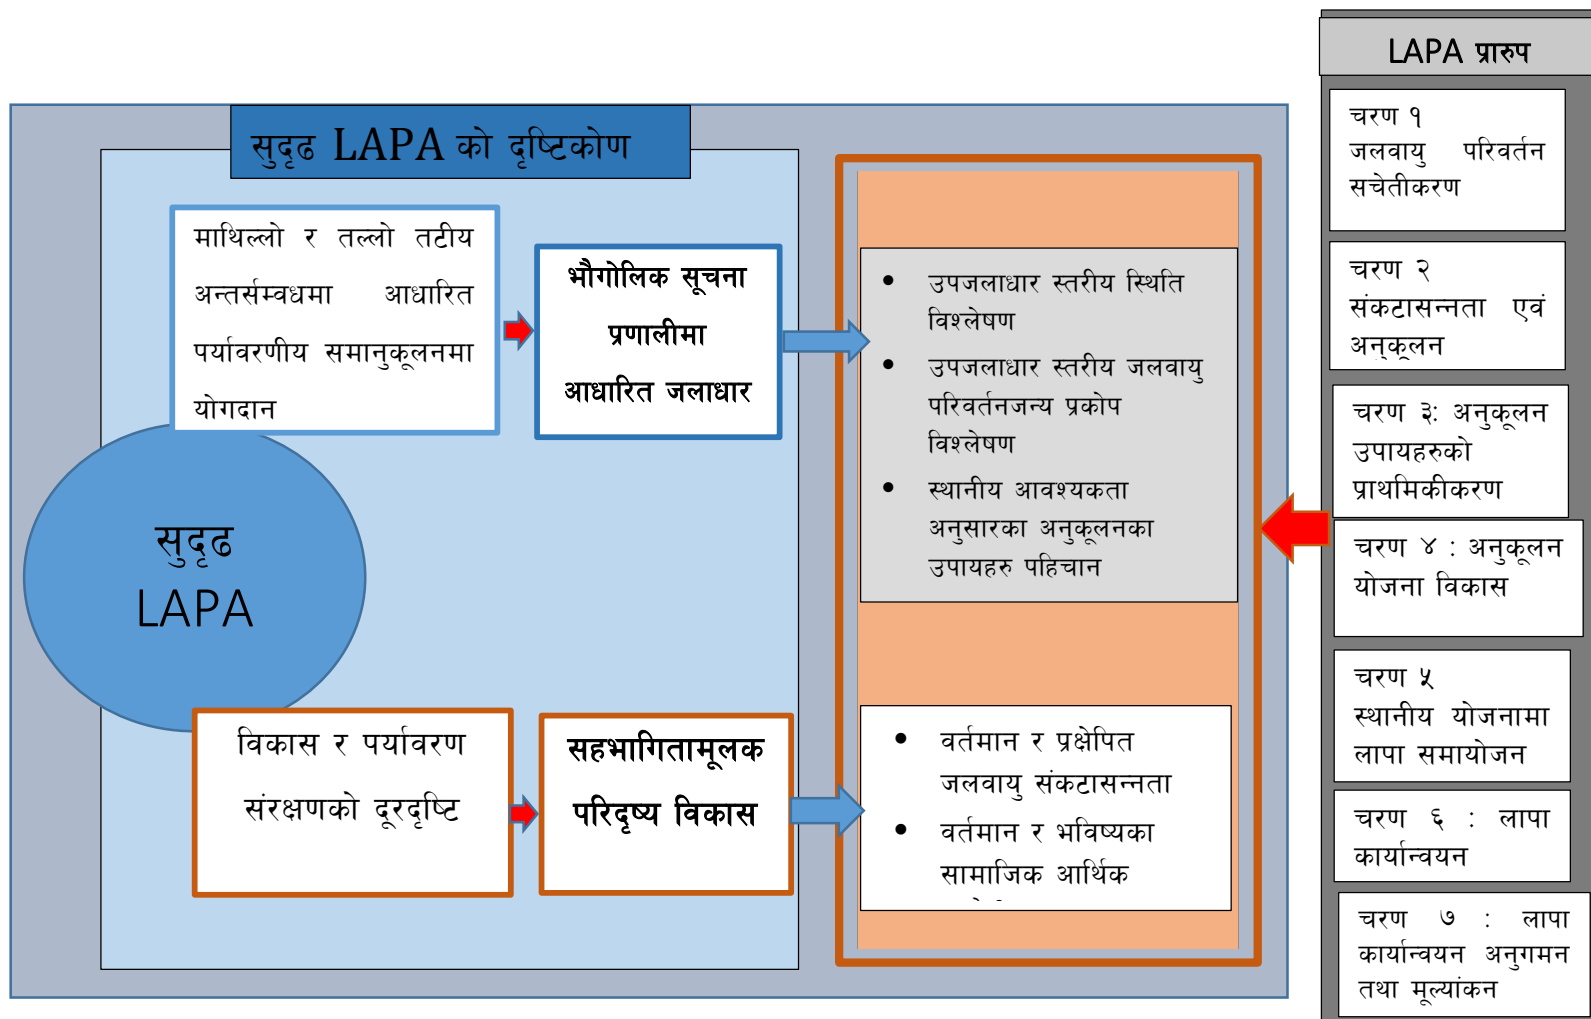 सुदृढ LAPA को दृष्टिकोण
माथिल्लो र तल्लो तटीय
अन्तर्सम्वधमा आधारित
पर्यावरणीय समानुकूलनमा
योगदान
भौगोलिक सूचना
प्रणालीमा
आधारित जलाधार
सुदृढ
LAPA
विकास र पर्यावरण
संरक्षणको दूरदृष्टि
सहभागितामूलक
परिदृष्य विकास
• उपजलाधार स्तरीय स्थिति
विश्लेषण
• उपजलाधार स्तरीय जलवायु
परिवर्तनजन्य प्रकोप
विश्लेषण
• स्थानीय आवश्यकता
अनुसारका अनुकूलनका
उपायहरु पहिचान
• वर्तमान र प्रक्षेपित
जलवायु संकटासन्नता
• वर्तमान र भविष्यका
सामाजिक आर्थिक
LAPA प्रारुप
चरण १
जलवायु परिवर्तन
सचेतीकरण
चरण २
संकटासन्नता एवं
अनुकूलन
चरण ३: अनुकूलन
उपायहरुको
प्राथमिकीकरण
चरण ४ : अनुकूलन
योजना विकास
चरण ५
स्थानीय योजनामा
लापा समायोजन
चरण ६ : लापा
कार्यान्वयन
चरण ७ : लापा
कार्यान्वयन अनुगमन
तथा मूल्यांकन